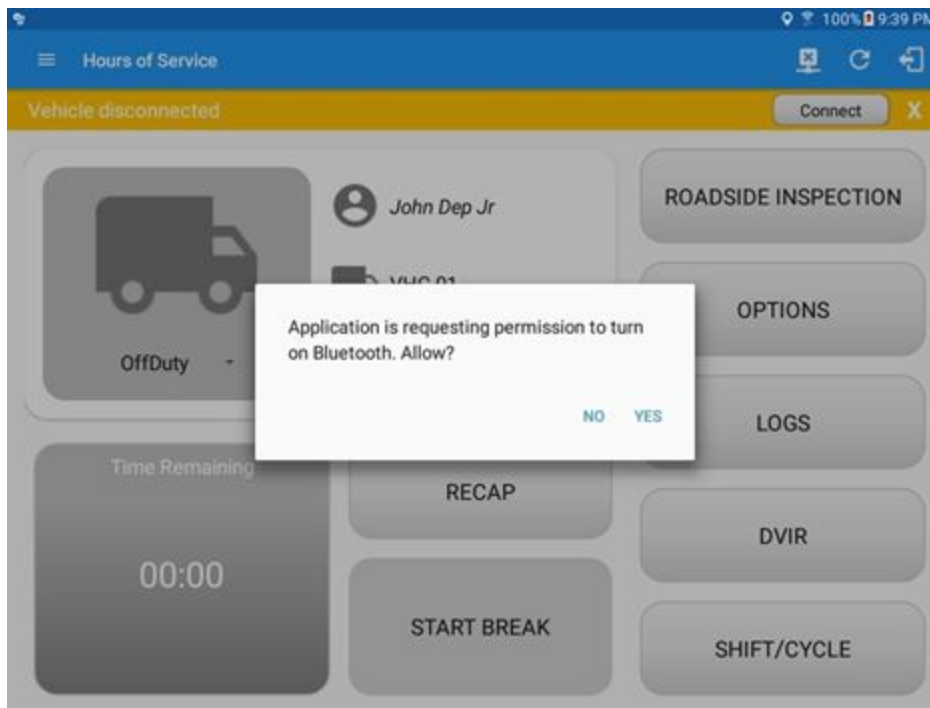 100% 9:39 PM
Hours of Service
Vehicle disconnected
Connect
X
John Dep Jr
VHC 01
OffDuty
Application is requesting permission to turn
on Bluetooth. Allow?
NO YES
Time Remaining
00:00
RECAP
START BREAK
ROADSIDE INSPECTION
OPTIONS
LOGS
DVIR
SHIFT/CYCLE